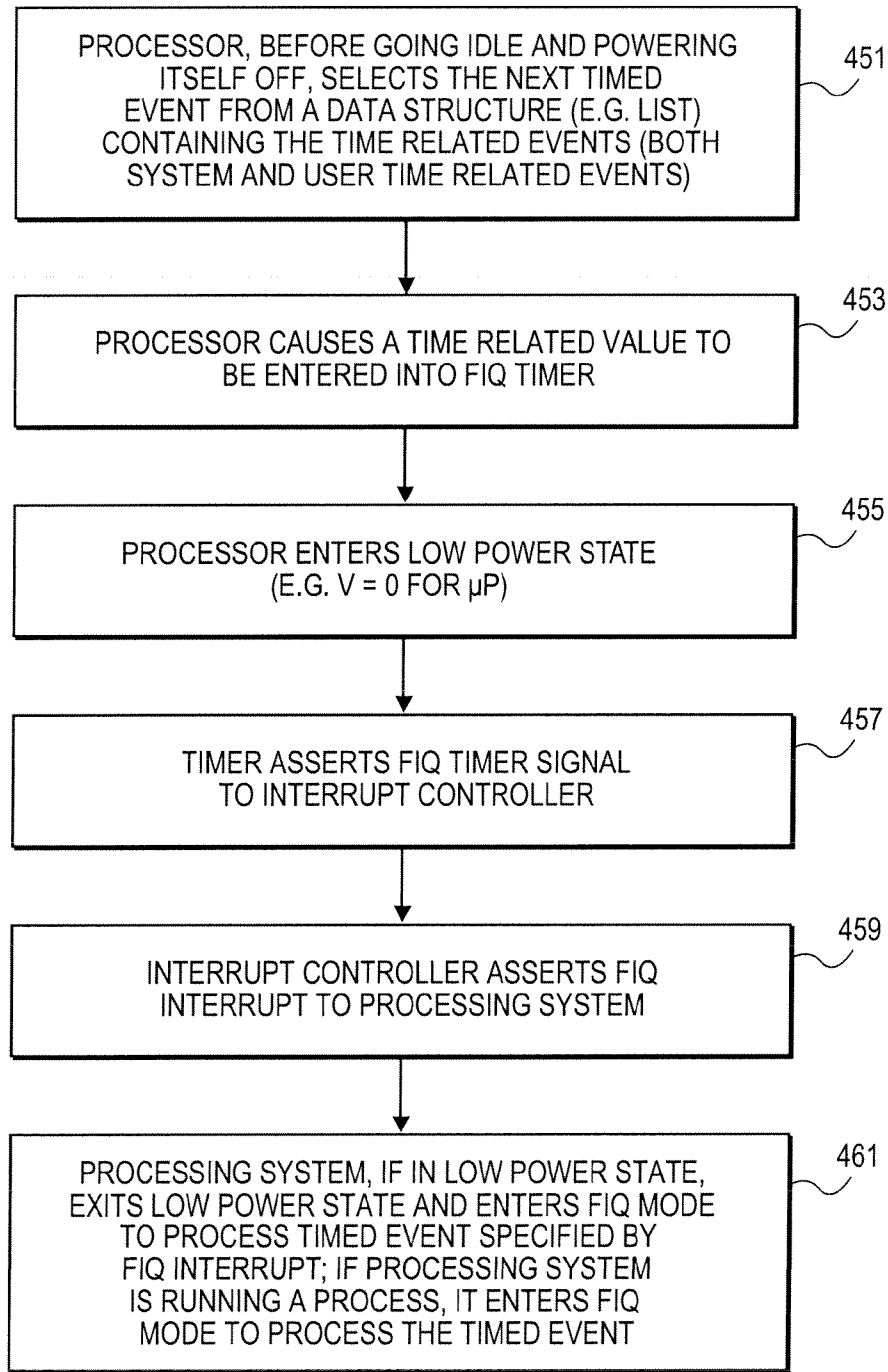 PROCESSOR, BEFORE GOING IDLE AND POWERING
ITSELF OFF, SELECTS THE NEXT TIMED
EVENT FROM A DATA STRUCTURE (E.G. LIST)
CONTAINING THE TIME RELATED EVENTS (BOTH
SYSTEM AND USER TIME RELATED EVENTS)
451
PROCESSOR CAUSES A TIME RELATED VALUE TO
BE ENTERED INTO FIQ TIMER
453
PROCESSOR ENTERS LOW POWER STATE
(E.G. V = 0 FOR µP)
455
TIMER ASSERTS FIQ TIMER SIGNAL
TO INTERRUPT CONTROLLER
457
INTERRUPT CONTROLLER ASSERTS FIQ
INTERRUPT TO PROCESSING SYSTEM
459
PROCESSING SYSTEM, IF IN LOW POWER STATE,
EXITS LOW POWER STATE AND ENTERS FIQ MODE
TO PROCESS TIMED EVENT SPECIFIED BY
FIQ INTERRUPT; IF PROCESSING SYSTEM
IS RUNNING A PROCESS, IT ENTERS FIQ
MODE TO PROCESS THE TIMED EVENT
461